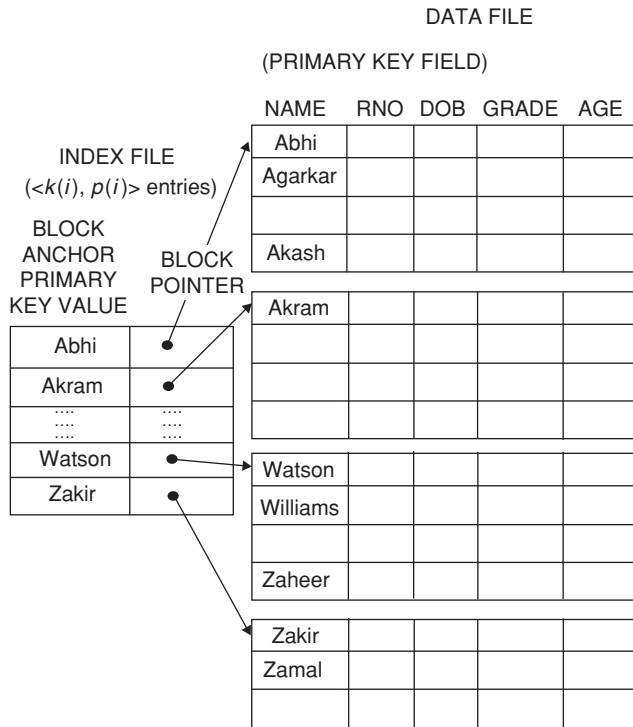 DATA FILE
(PRIMARY KEY FIELD)
NAME RNO DOB GRADE AGE
Abhi
Agarkar
Akash
INDEX FILE
(<k(i), p(i)> entries)
BLOCK
ANCHOR
PRIMARY
KEY VALUE
BLOCK
POINTER
Abhi
Akram
.... ....
.... ....
Watson
Zakir
Akram
Watson
Williams
Zaheer
Zakir
Zamal